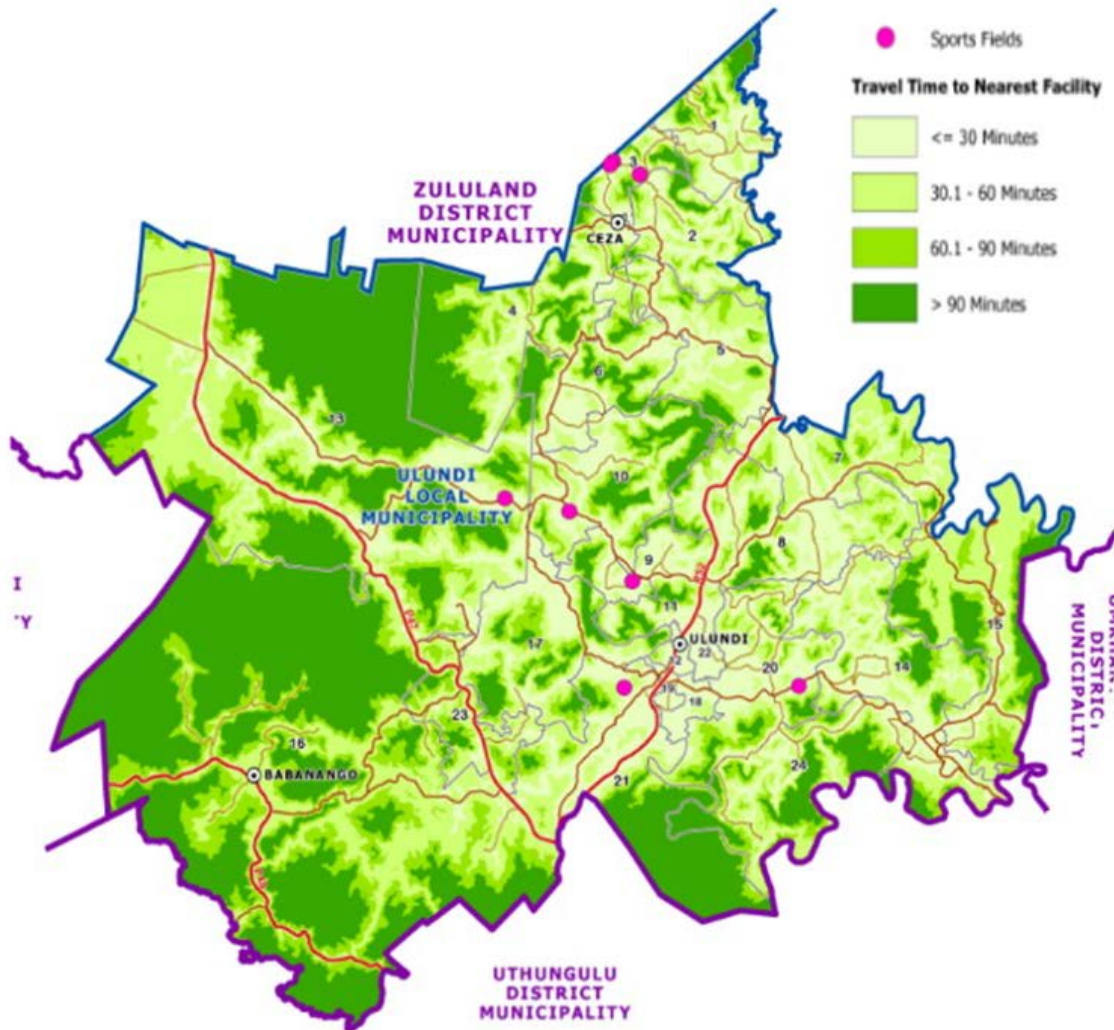 Sports Fields
Travel Time to Nearest Facility
<= 30 Minutes
30.1 - 60 Minutes
60.1 - 90 Minutes
> 90 Minutes
1
3
ZULULAND
DISTRICT
MUNICIPALITY
2
CEZA
4
5
6
13
7
10
ULUNDI
LOCAL
MUNICIPALITY
8
9
I
Y
11
17
ULUNDI
22
15
20
14
19
18
DISTRIC
MUNICIPALITY
23
16
24
BABANANGO
21
UTHUNGULU
DISTRICT
MUNICIPALITY